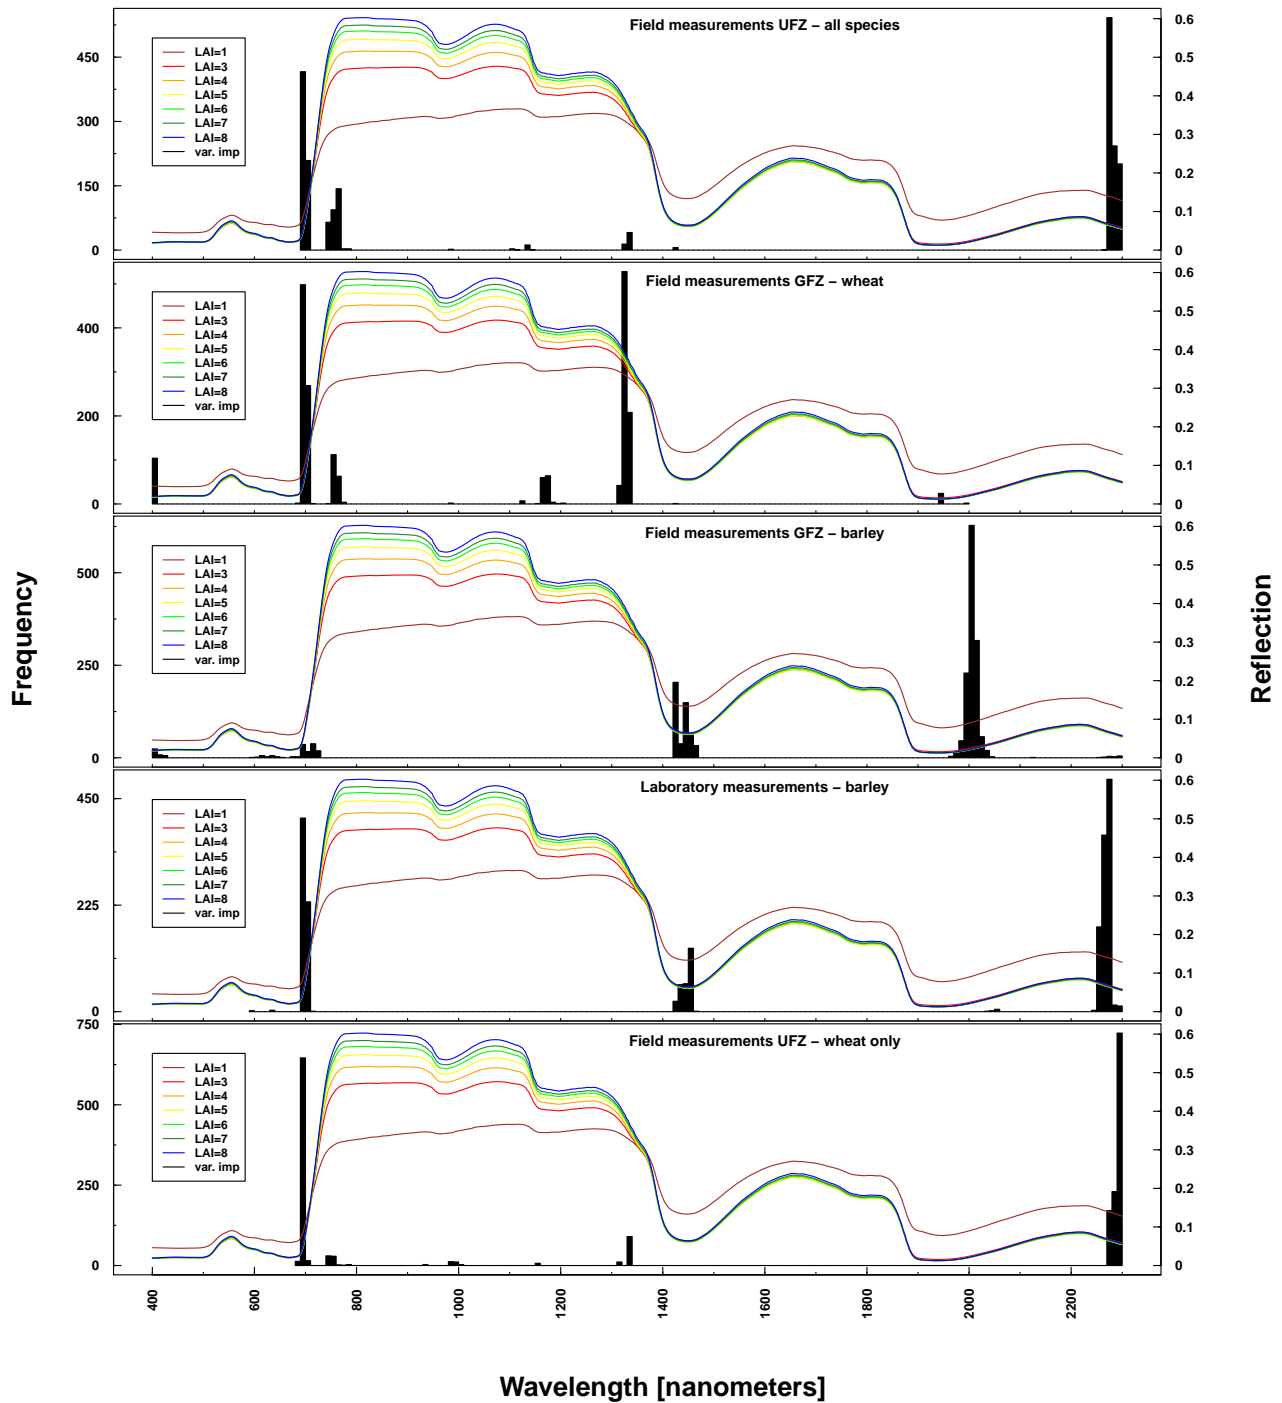 Field measurements UFZ – all species
LAI=1
LAI=3
LAI=4
LAI=5
LAI=6
LAI=7
LAI=8
var. imp
450
300
150
0
0.6
0.5
0.4
0.3
0.2
0.1
0
Field measurements GFZ – wheat
LAI=1
LAI=3
LAI=4
LAI=5
LAI=6
LAI=7
LAI=8
var. imp
400
200
0
0.6
0.5
0.4
0.3
0.2
0.1
0
Field measurements GFZ – barley
LAI=1
LAI=3
LAI=4
LAI=5
LAI=6
LAI=7
LAI=8
var. imp
500
250
0
0.6
0.5
0.4
0.3
0.2
0.1
0
Frequency
Reflection
Laboratory measurements – barley
LAI=1
LAI=3
LAI=4
LAI=5
LAI=6
LAI=7
LAI=8
var. imp
450
225
0
0.6
0.5
0.4
0.3
0.2
0.1
0
Field measurements UFZ – wheat only
LAI=1
LAI=3
LAI=4
LAI=5
LAI=6
LAI=7
LAI=8
var. imp
750
500
250
0
0.6
0.5
0.4
0.3
0.2
0.1
0
400
600
800
1000
1200
1400
1600
1800
2000
2200
Wavelength [nanometers]